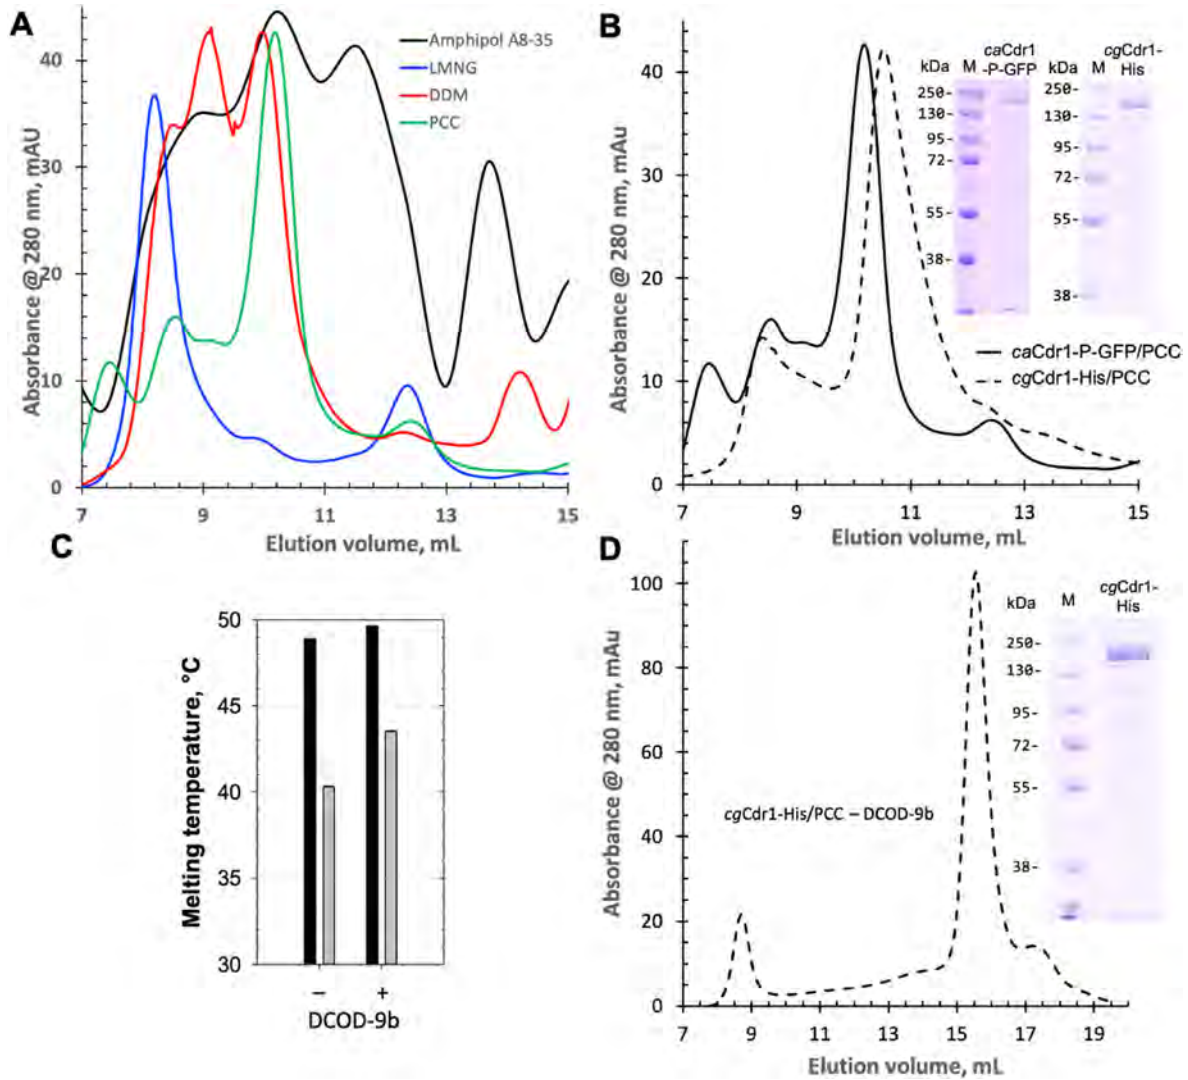 A
Absorbance @ 280 nm, mAU
40
30
20
10
0
7
9
11
13
15
Elution volume, mL
Amphipol A8-35
LMNG
DDM
PCC
B
Absorbance @ 280 nm, mAU
40
30
20
10
0
7
9
11
13
15
Elution volume, mL
caCdr1
kDa M -P-GFP
250-
130-
95-
72-
55-
38-
cgCdr1-
kDa M His
250-
130-
95-
72-
55-
38-
caCdr1-P-GFP/PCC
cgCdr1-His/PCC
C
Melting temperature, °C
50
45
40
35
30
– +
DCOD-9b
D
Absorbance @ 280 nm, mAu
100
80
60
40
20
0
7
9
11
13
15
17
19
Elution volume, mL
cgCdr1-His/PCC – DCOD-9b
cgCdr1-
kDa M His
250-
130-
95-
72-
55-
38-